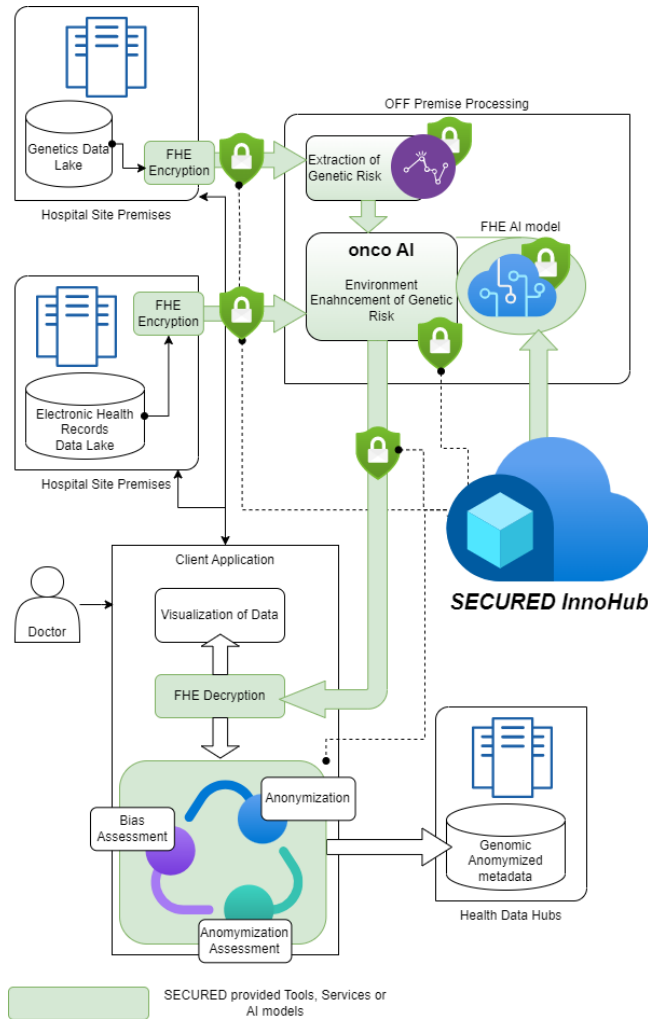 OFF Premise Processing
Genetics Data
Lake
FHE
Encryption
Extraction of
Genetic Risk
Hospital Site Premises
FHE AI model
onco AI
Environment
Enahncement of Genetic
Risk
FHE
Encryption
Electronic Health
Records
Data Lake
Hospital Site Premises
Client Application
SECURED InnoHub
Doctor
Visualization of Data
FHE Decryption
Anonymization
Bias
Assessment
Anomymization
Assessment
Genomic
Anomymized
metadata
Health Data Hubs
SECURED provided Tools, Services or
AI models